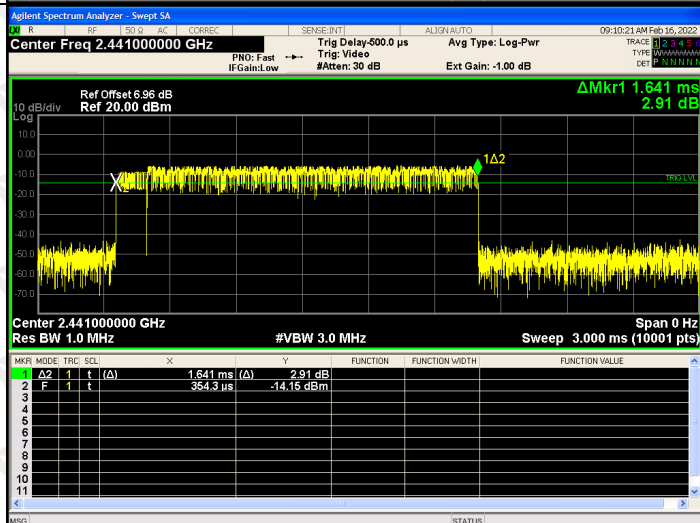 Agilent Spectrum Analyzer - Swept SA
R RF 50 Ω AC CORREC SENSE:INT ALIGN AUTO 09:10:21 AM Feb 16, 2022
Center Freq 2.441000000 GHz
PNO: Fast
IFGain:Low
Trig Delay-500.0 µs
Trig: Video
#Atten: 30 dB
Avg Type: Log-Pwr
Ext Gain: -1.00 dB
TRACE 1 2 3 4 5 6
TYPE W
DET P N N N N N
ΔMkr1 1.641 ms
2.91 dB
Ref Offset 6.96 dB
10 dB/div Ref 20.00 dBm
Log
10.0
0.00
-10.0
-20.0
-30.0
-40.0
-50.0
-60.0
-70.0
1Δ2
2
TRIG LVL
Center 2.441000000 GHz Span 0 Hz
Res BW 1.0 MHz #VBW 3.0 MHz Sweep 3.000 ms (10001 pts)
MKR MODE TRC SCL X Y FUNCTION FUNCTION WIDTH FUNCTION VALUE
1 Δ2 1 t (Δ) 1.641 ms (Δ) 2.91 dB
2 F 1 t 354.3 µs -14.15 dBm
3
4
5
6
7
8
9
10
11
MSG STATUS